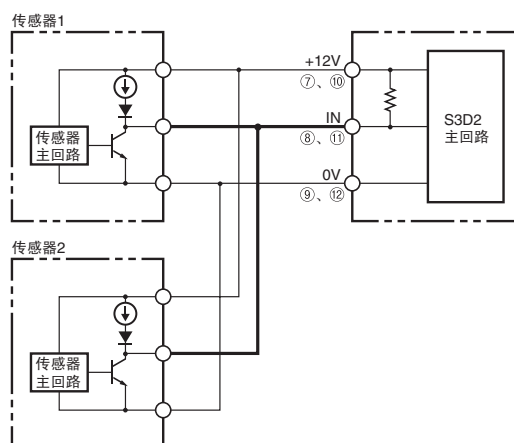 传感器1
+12V
⑦、⑩
IN
⑧、⑪
0V
⑨、⑫
S3D2
主回路
传感器
主回路
传感器2
传感器
主回路